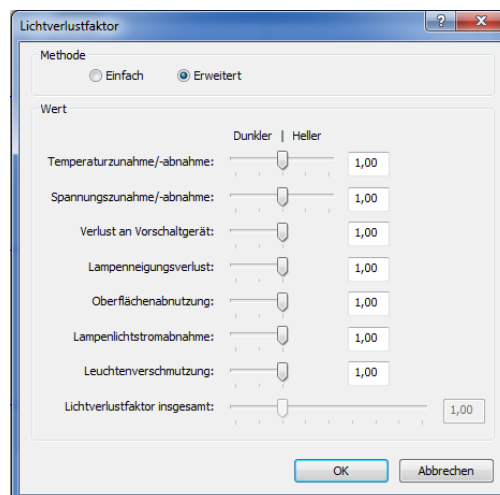 Lichtverlustfaktor
Methode
Einfach Erweitert
Wert
Dunkler | Heller
Temperaturzunahme/-abnahme: 1,00
Spannungszunahme/-abnahme: 1,00
Verlust an Vorschaltgerät: 1,00
Lampenneigungsverlust: 1,00
Oberflächenabnutzung: 1,00
Lampenlichtstromabnahme: 1,00
Leuchtenverschmutzung: 1,00
Lichtverlustfaktor insgesamt: 1,00
OK Abbrechen